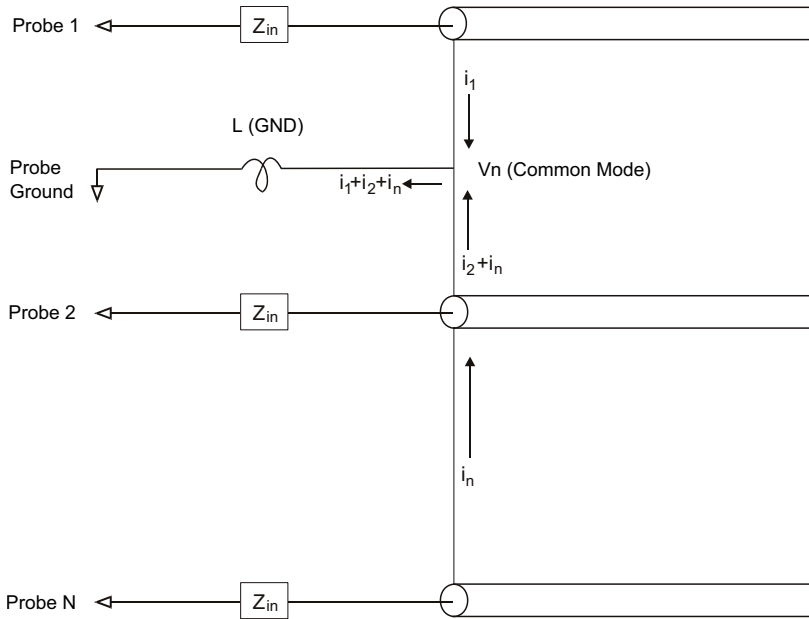 Probe 1
Zin
i1
L (GND)
Probe
Ground
i1+i2+in
Vn (Common Mode)
i2+in
Probe 2
Zin
in
Probe N
Zin